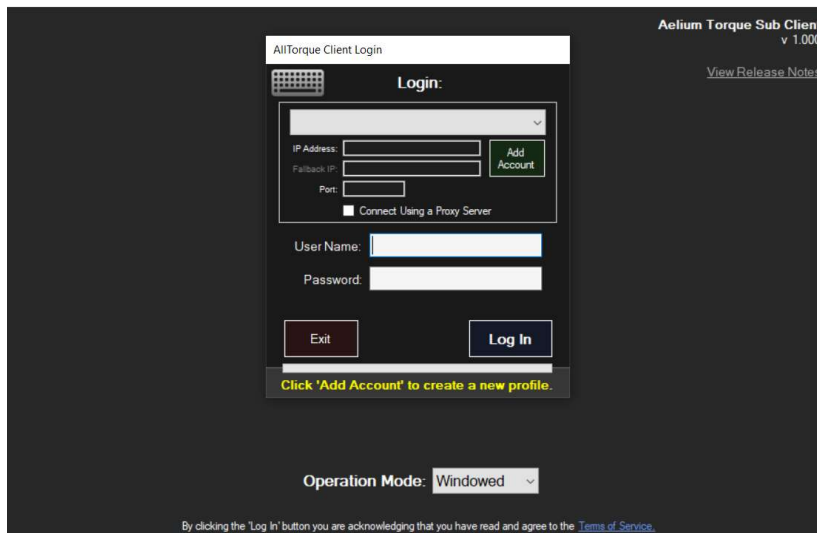 Aelium Torque Sub Clien
v 1.000
View Release Notes
AllTorque Client Login
Login:
IP Address:
Add
Account
Fallback IP:
Port:
Connect Using a Proxy Server
User Name:
Password:
Exit
Log In
Click 'Add Account' to create a new profile.
Operation Mode: Windowed
By clicking the 'Log In' button you are acknowledging that you have read and agree to the Terms of Service.